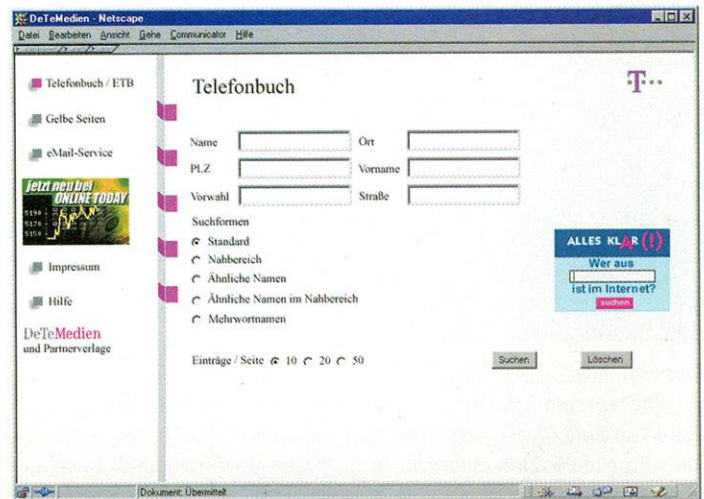 DeTeMedien - Netscape
Datei Bearbeiten Ansicht Gehe Communicator Hilfe
Telefonbuch / ETB
Gelbe Seiten
eMail-Service
jetzt neu bei
ONLINE TODAY
5190
5170
5150
Impressum
Hilfe
DeTeMedien
und Partnerverlage
Telefonbuch
T
Name
Ort
PLZ
Vorname
Vorwahl
Straße
Suchformen
Standard
Nahbereich
Ähnliche Namen
Ähnliche Namen im Nahbereich
Mehrwortnamen
Einträge / Seite 10 20 50
Suchen
Löschen
ALLES KLAR (!)
Wer aus
ist im Internet?
suchen
Dokument: Übermittelt